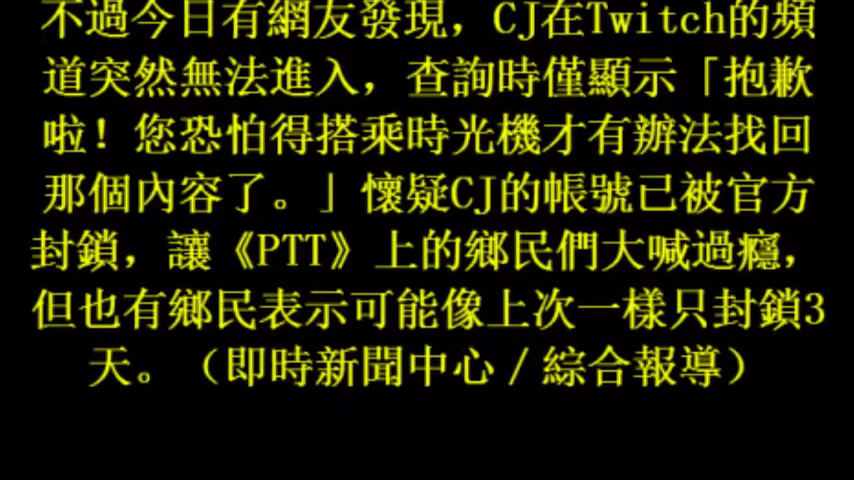 不過今日有網友發現，CJ在Twitch的頻
道突然無法進入，查詢時僅顯示「抱歉
啦！您恐怕得搭乘時光機才有辦法找回
那個內容了。」懷疑CJ的帳號已被官方
封鎖，讓《PTT》上的鄉民們大喊過癮，
但也有鄉民表示可能像上次一樣只封鎖3
天。（即時新聞中心／綜合報導）